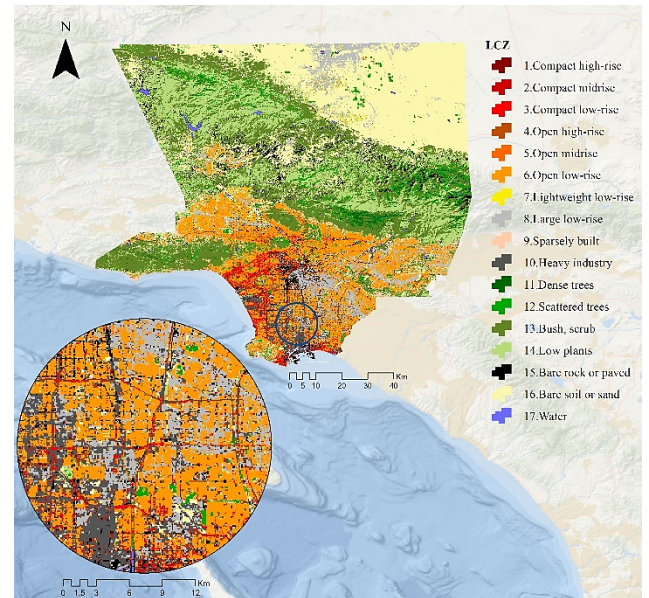 N
LCZ
1.Compact high-rise
2.Compact midrise
3.Compact low-rise
4.Open high-rise
5.Open midrise
6.Open low-rise
7.Lightweight low-rise
8.Large low-rise
9.Sparsely built
10.Heavy industry
11.Dense trees
12.Scattered trees
13.Bush, scrub
14.Low plants
15.Bare rock or paved
16.Bare soil or sand
17.Water
Km
0 5 10 20 30 40
Km
0 1.5 3 6 9 12